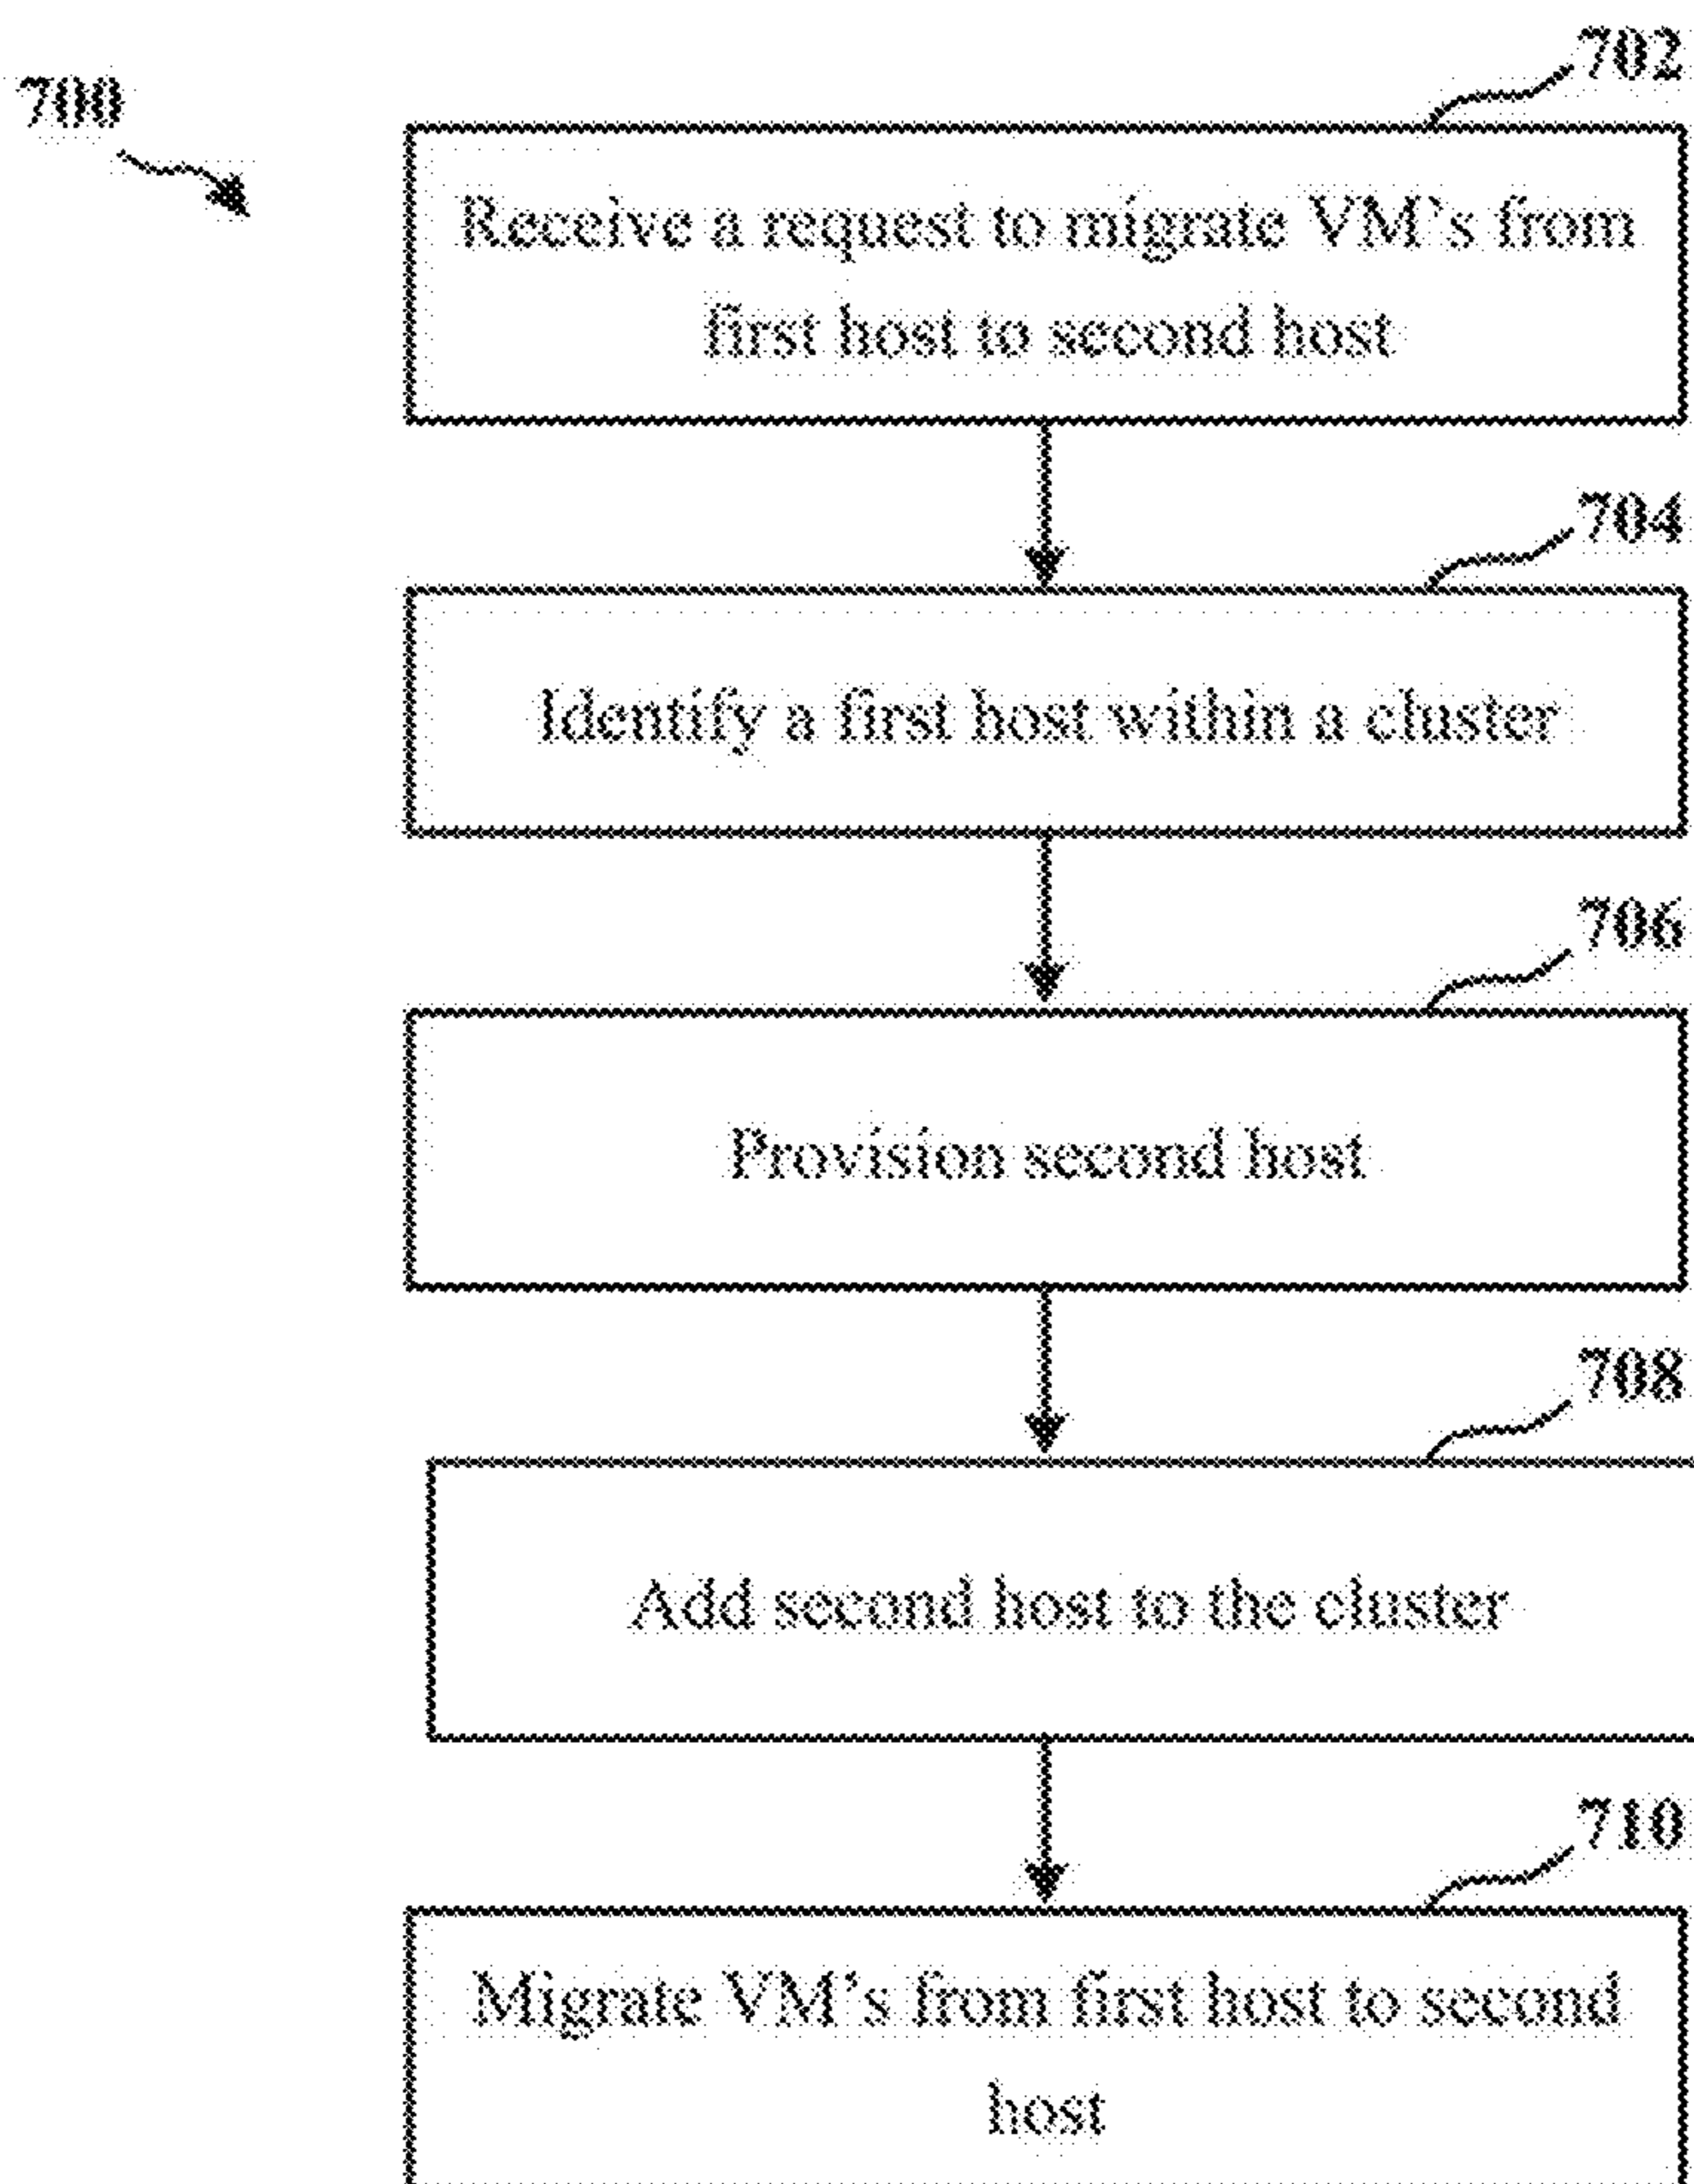 700
702
Receive a request to migrate VM's from
first host to second host
704
Identify a first host within a cluster
706
Provision second host
708
Add second host to the cluster
710
Migrate VM's from first host to second
host